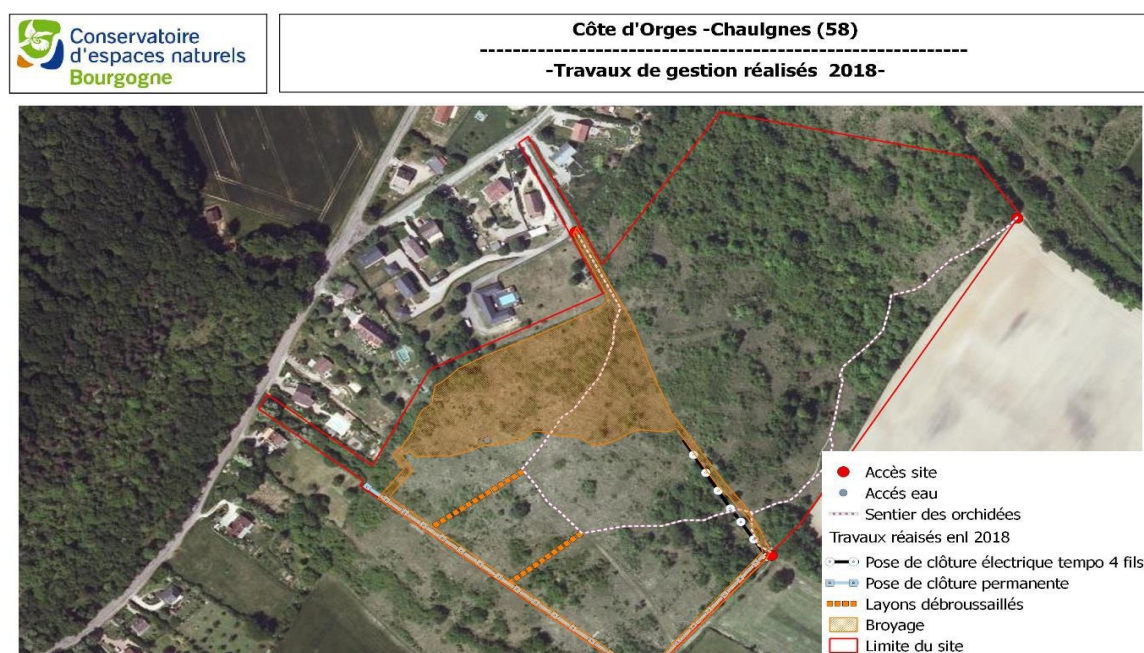 Conservatoire
d'espaces naturels
Bourgogne
Côte d'Orges -Chaulgnes (58)
-----------------------------------------------------------
-Travaux de gestion réalisés 2018-
Accès site
Accés eau
Sentier des orchidées
Travaux réaisés enl 2018
Pose de clôture électrique tempo 4 fils
Pose de clôture permanente
Layons débroussaillés
Broyage
Limite du site